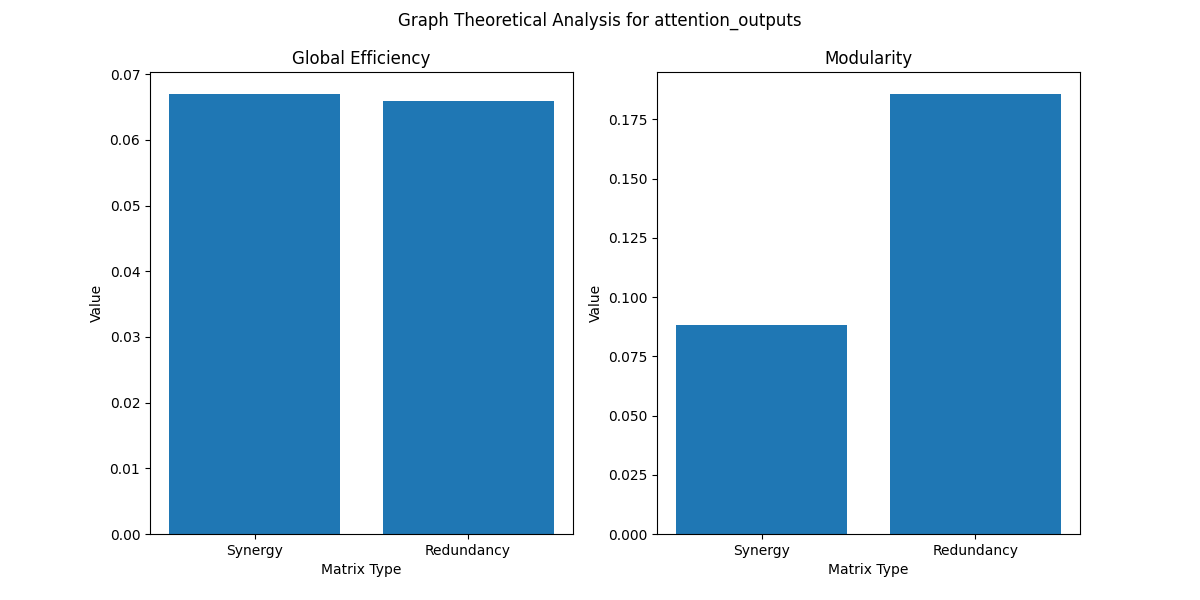 Graph Theoretical Analysis for attention_outputs
Global Efficiency
0.07
0.06
0.05
0.04
0.03
0.02
0.01
0.00
Value
Synergy
Redundancy
Matrix Type
Modularity
0.175
0.150
0.125
0.100
0.075
0.050
0.025
0.000
Value
Synergy
Redundancy
Matrix Type